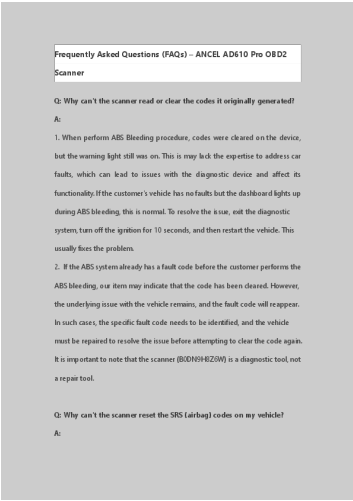 Frequently Asked Questions (FAQs) – ANCEL AD610 Pro OBD2
Scanner
Q: Why can't the scanner read or clear the codes it originally generated?
A:
1. When perform ABS Bleeding procedure, codes were cleared on the device,
but the warning light still was on. This is may lack the expertise to address car
faults, which can lead to issues with the diagnostic device and affect its
functionality. If the customer's vehicle has no faults but the dashboard lights up
during ABS bleeding, this is normal. To resolve the issue, exit the diagnostic
system, turn off the ignition for 10 seconds, and then restart the vehicle. This
usually fixes the problem.
2. If the ABS system already has a fault code before the customer performs the
ABS bleeding, our item may indicate that the code has been cleared. However,
the underlying issue with the vehicle remains, and the fault code will reappear.
In such cases, the specific fault code needs to be identified, and the vehicle
must be repaired to resolve the issue before attempting to clear the code again.
It is important to note that the scanner (B0DN9H8Z6W) is a diagnostic tool, not
a repair tool.
Q: Why can't the scanner reset the SRS (airbag) codes on my vehicle?
A: